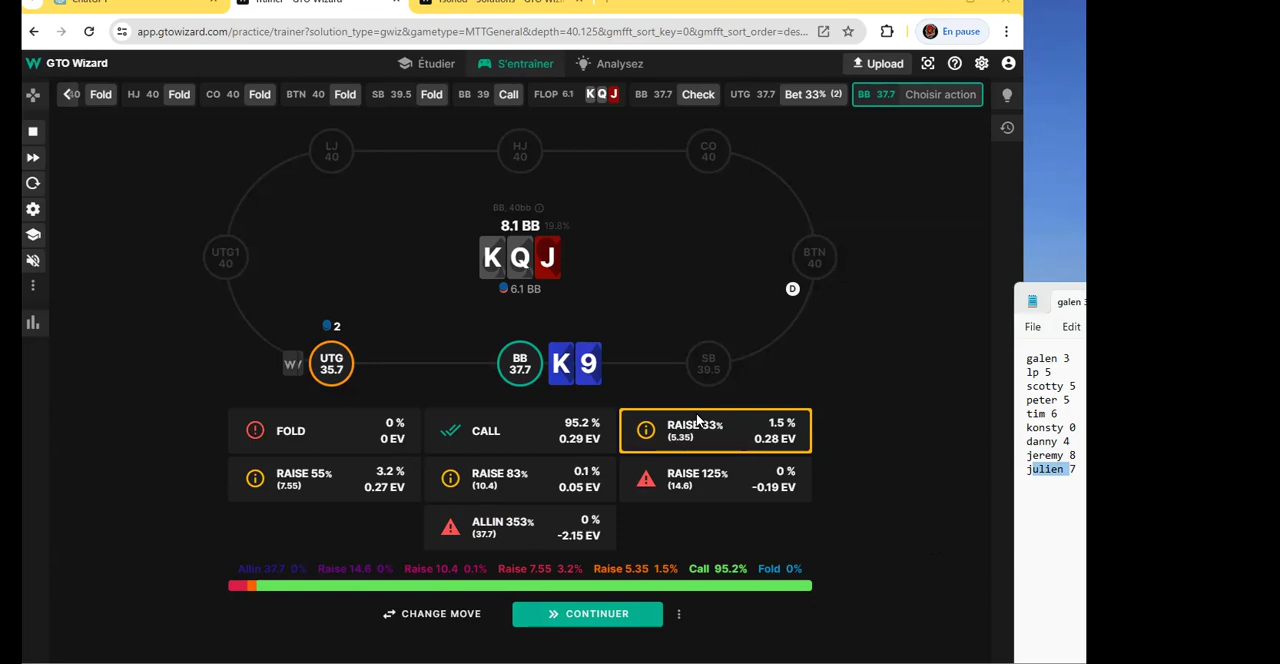 ChatGPT
Trainer - GTO Wizard
app.gtowizard.com/practice/trainer?solution_type=gwiz&gametype=MTTGeneral&depth=40.125&gmfft_sort_key=0&gmfft_sort_order=des...
En pause
GTO Wizard
Étudier
S'entraîner
Analysez
Upload
Fold
HJ 40 Fold
CO 40 Fold
BTN 40 Fold
SB 39.5 Fold
BB 39 Call
FLOP 6.1 K Q J
BB 37.7 Check
UTG 37.7 Bet 33% (2)
BB 37.7 Choisir action
LJ
40
HJ
40
CO
40
BB, 40bb
8.1 BB 19.8%
K Q J
6.1 BB
UTG1
40
BTN
40
D
2
UTG
35.7
BB
37.7
K 9
SB
39.5
FOLD 0 % 0 EV
CALL 95.2 % 0.29 EV
RAISE 33% (5.35) 1.5 % 0.28 EV
RAISE 55% (7.55) 3.2 % 0.27 EV
RAISE 83% (10.4) 0.1 % 0.05 EV
RAISE 125% (14.6) 0 % -0.19 EV
ALLIN 353% (37.7) 0 % -2.15 EV
Allin 37.7 0% Raise 14.6 0% Raise 10.4 0.1% Raise 7.55 3.2% Raise 5.35 1.5% Call 95.2% Fold 0%
CHANGE MOVE
CONTINUER
galen 3
File Edit
galen 3
lp 5
scotty 5
peter 5
tim 6
konsty 0
danny 4
jeremy 8
julien 7